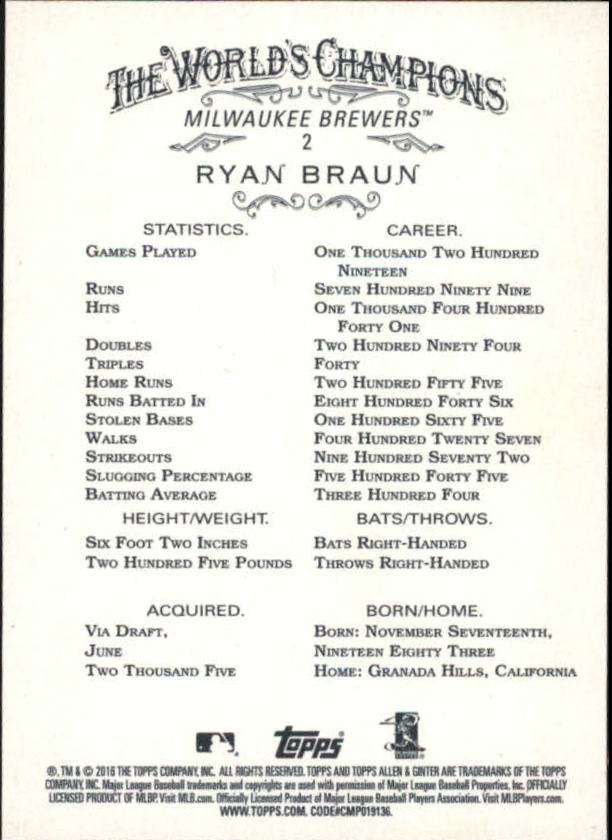 THE WORLD'S CHAMPIONS
MILWAUKEE BREWERS™
2
RYAN BRAUN
STATISTICS. CAREER.
GAMES PLAYED ONE THOUSAND TWO HUNDRED
NINETEEN
RUNS SEVEN HUNDRED NINETY NINE
HITS ONE THOUSAND FOUR HUNDRED
FORTY ONE
DOUBLES TWO HUNDRED NINETY FOUR
TRIPLES FORTY
HOME RUNS TWO HUNDRED FIFTY FIVE
RUNS BATTED IN EIGHT HUNDRED FORTY SIX
STOLEN BASES ONE HUNDRED SIXTY FIVE
WALKS FOUR HUNDRED TWENTY SEVEN
STRIKEOUTS NINE HUNDRED SEVENTY TWO
SLUGGING PERCENTAGE FIVE HUNDRED FORTY FIVE
BATTING AVERAGE THREE HUNDRED FOUR
HEIGHT/WEIGHT. BATS/THROWS.
SIX FOOT TWO INCHES BATS RIGHT-HANDED
TWO HUNDRED FIVE POUNDS THROWS RIGHT-HANDED
ACQUIRED. BORN/HOME.
VIA DRAFT, BORN: NOVEMBER SEVENTEENTH,
JUNE NINETEEN EIGHTY THREE
TWO THOUSAND FIVE HOME: GRANADA HILLS, CALIFORNIA
topps
®, TM & © 2016 THE TOPPS COMPANY, INC. ALL RIGHTS RESERVED. TOPPS AND TOPPS ALLEN & GINTER ARE TRADEMARKS OF THE TOPPS
COMPANY, INC. Major League Baseball trademarks and copyrights are used with permission of Major League Baseball Properties, Inc. OFFICIALLY
LICENSED PRODUCT OF MLBP. Visit MLB.com. Officially Licensed Product of Major League Baseball Players Association. Visit MLBPlayers.com.
WWW.TOPPS.COM. CODE#CMP019136.